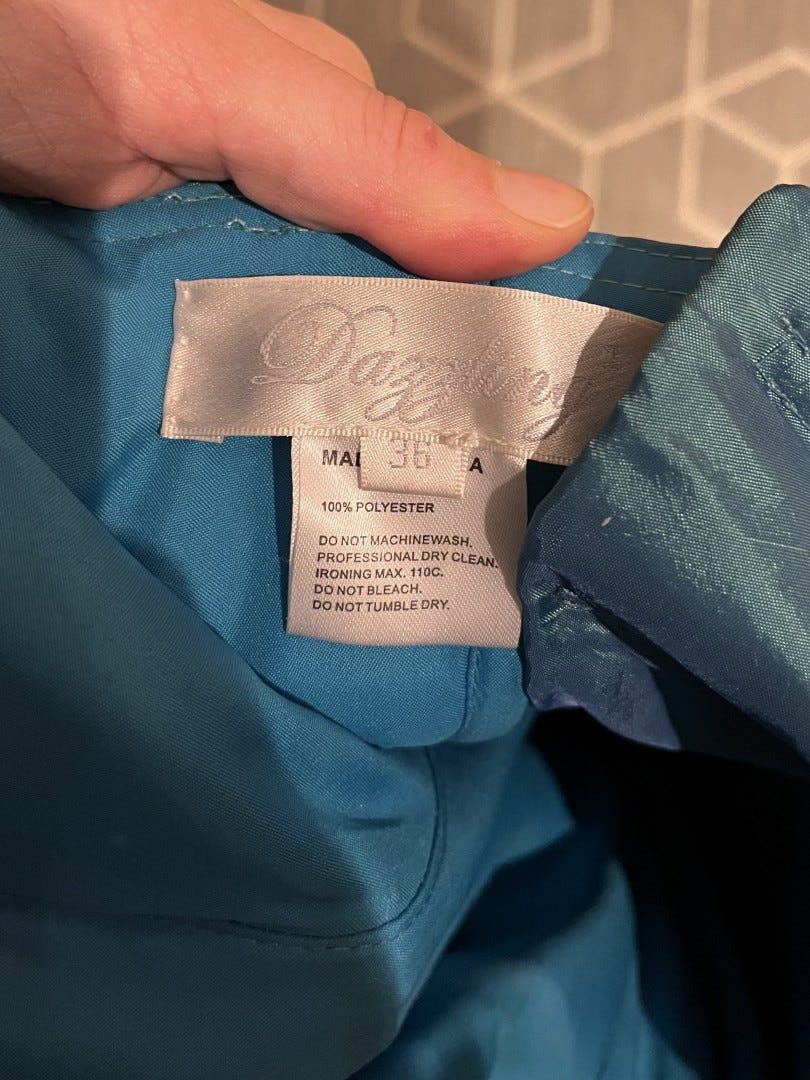 Dazzling
MA
36
A
100% POLYESTER
DO NOT MACHINEWASH.
PROFESSIONAL DRY CLEAN.
IRONING MAX. 110C.
DO NOT BLEACH.
DO NOT TUMBLE DRY.